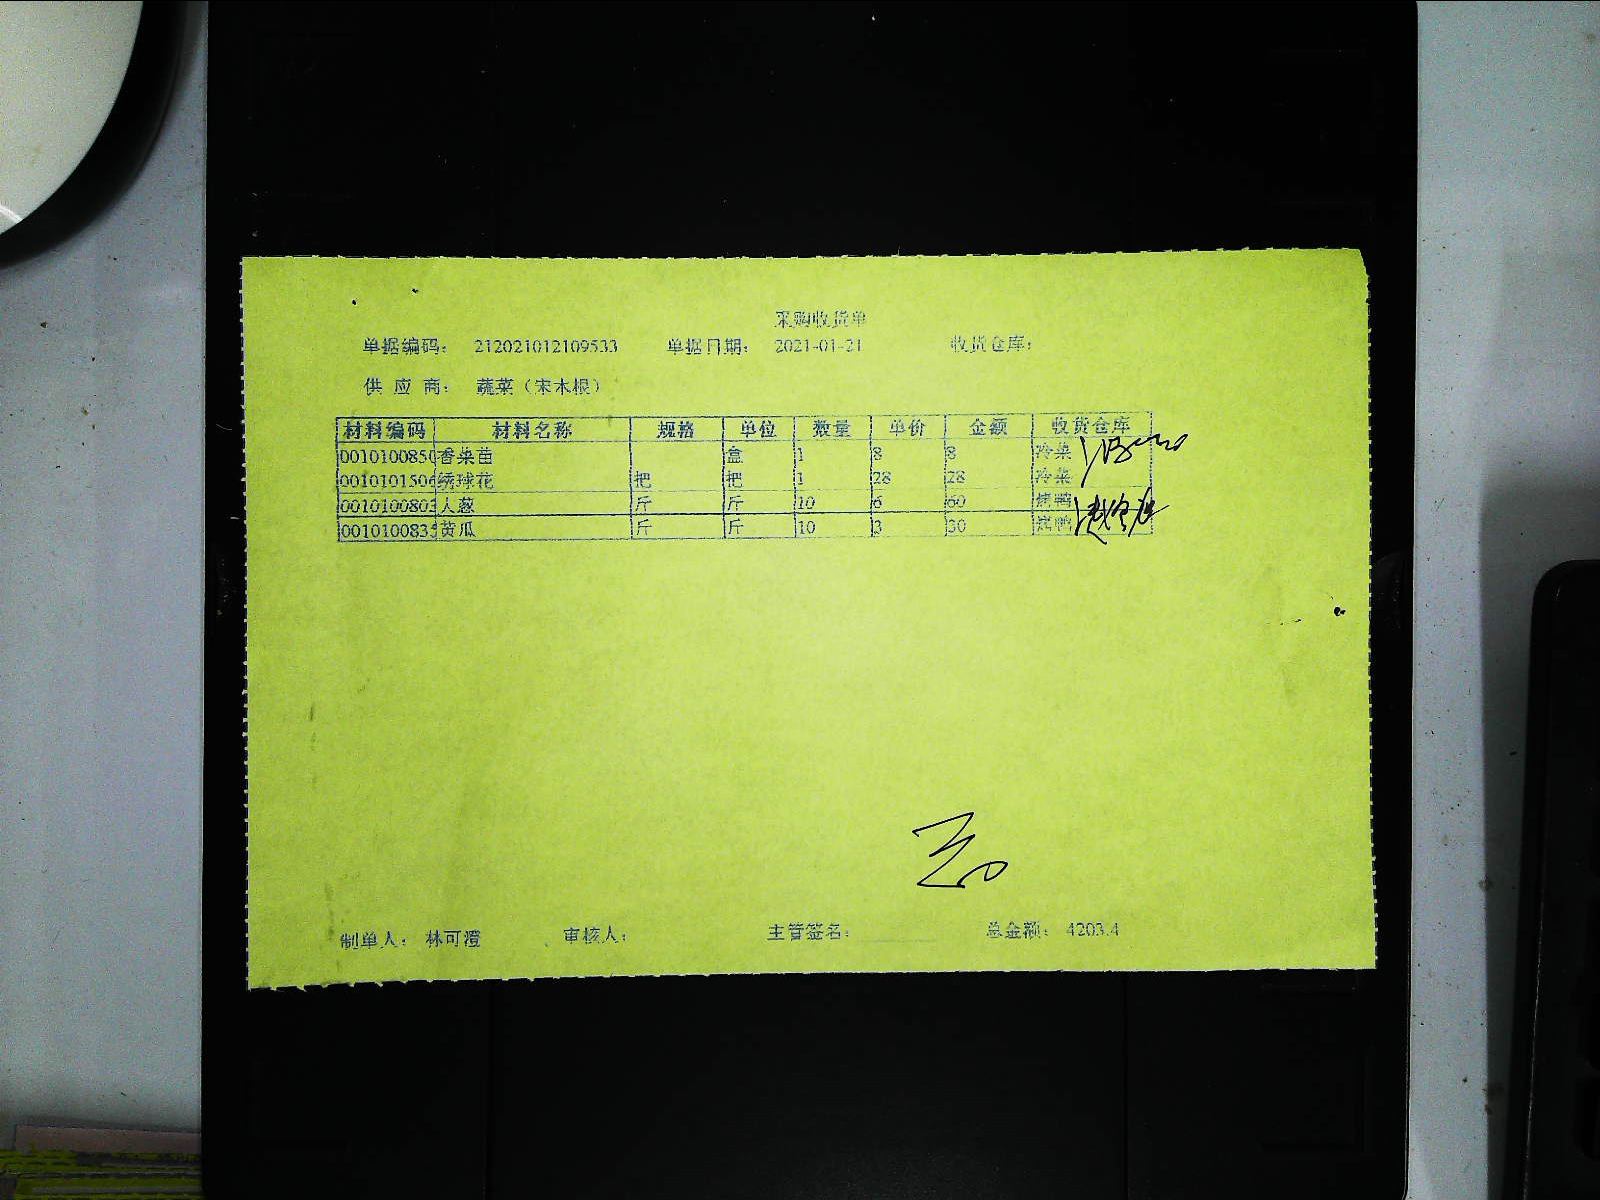 采购收货单
单据编码： 212021012109533 单据日期： 2021-01-21 收货仓库：
供 应 商： 蔬菜（宋木根）
材料编码 材料名称 规格 单位 数量 单价 金额 收货仓库
0010100850 香菜苗 盒 1 8 8 冷菜
0010101506 绣球花 把 把 1 28 28 冷菜
0010100803 大葱 斤 斤 10 6 60 烤鸭
0010100835 黄瓜 斤 斤 10 3 30 烤鸭
制单人： 林可澄 审核人： 主管签名： 总金额： 4203.4